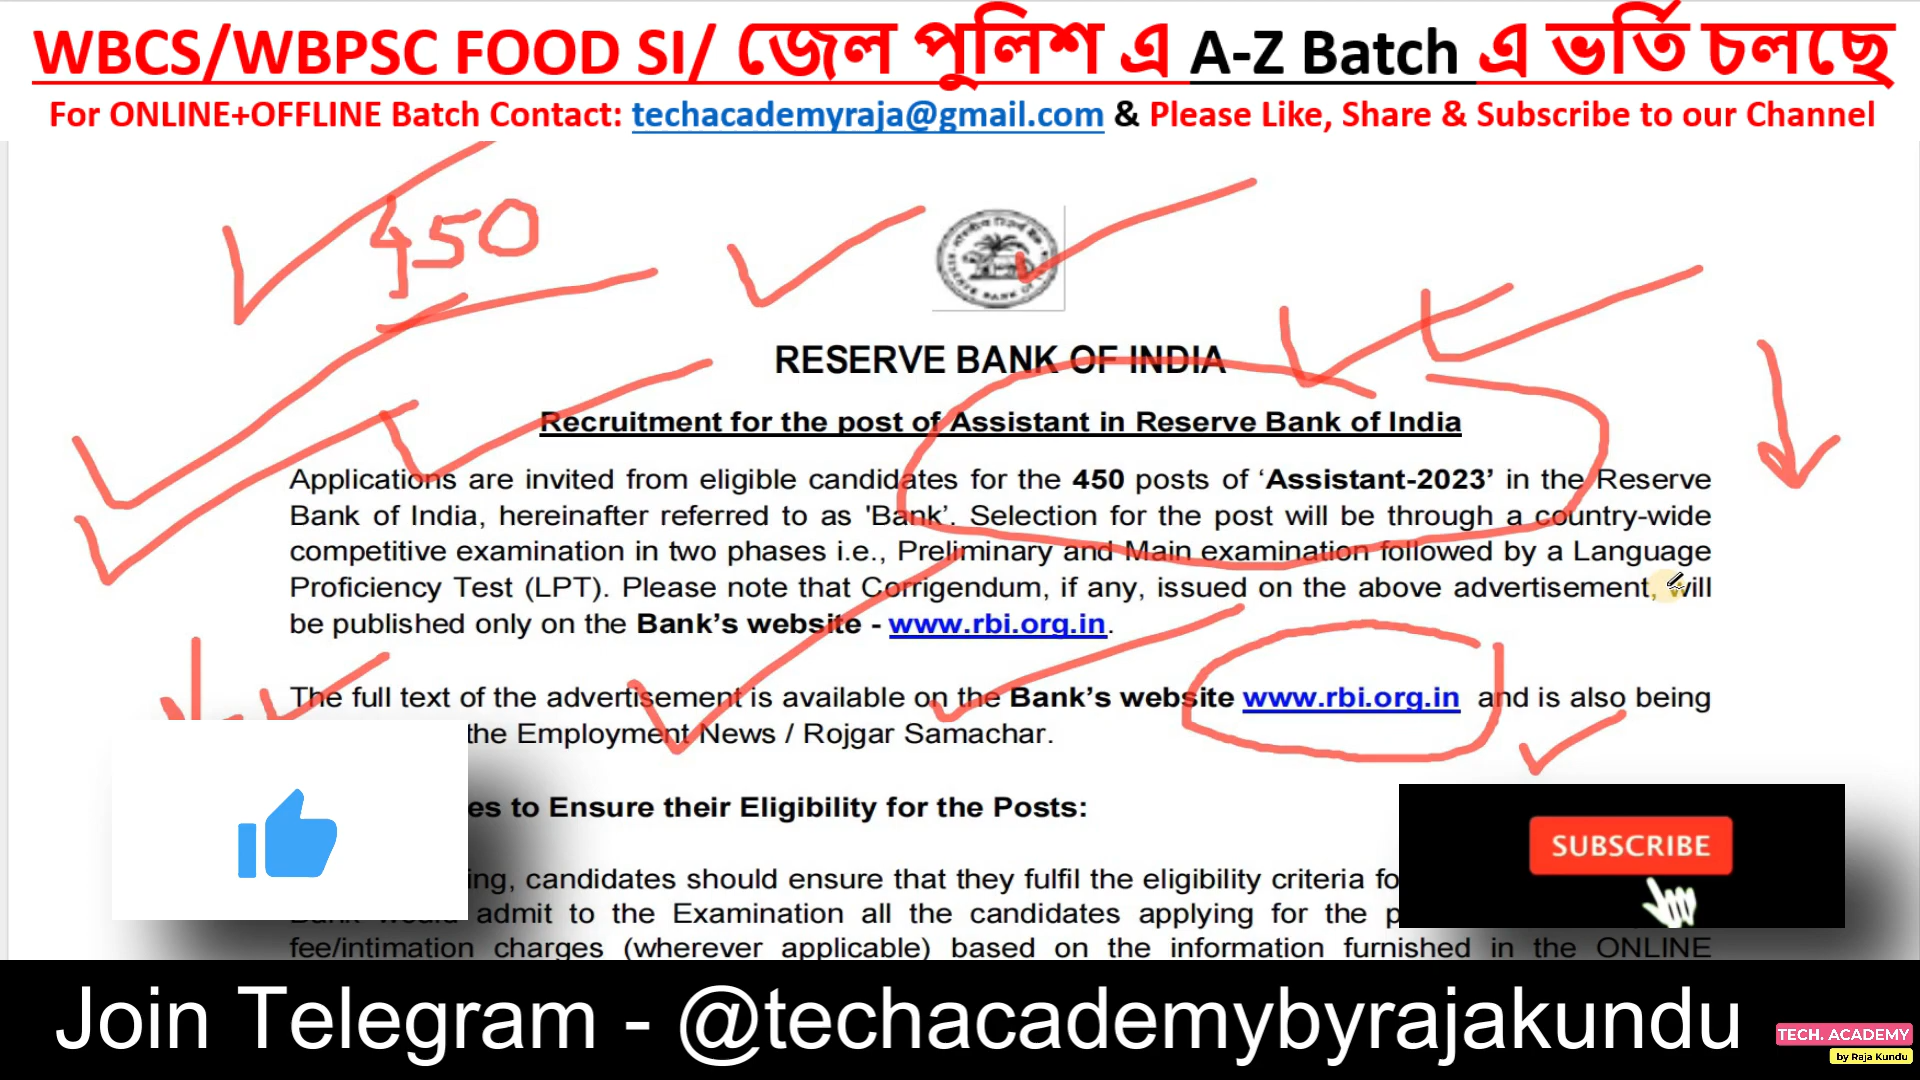 WBCS/WBPSC FOOD SI/ জেল পুলিশ এ A-Z Batch এ ভর্তি চলছে
For ONLINE+OFFLINE Batch Contact: techacademyraja@gmail.com & Please Like, Share & Subscribe to our Channel
450
RESERVE BANK OF INDIA
Recruitment for the post of Assistant in Reserve Bank of India
Applications are invited from eligible candidates for the 450 posts of ‘Assistant-2023’ in the Reserve
Bank of India, hereinafter referred to as 'Bank’. Selection for the post will be through a country-wide
competitive examination in two phases i.e., Preliminary and Main examination followed by a Language
Proficiency Test (LPT). Please note that Corrigendum, if any, issued on the above advertisement, will
be published only on the Bank’s website - www.rbi.org.in.
The full text of the advertisement is available on the Bank’s website www.rbi.org.in and is also being
the Employment News / Rojgar Samachar.
es to Ensure their Eligibility for the Posts:
ing, candidates should ensure that they fulfil the eligibility criteria fo
admit to the Examination all the candidates applying for the p
fee/intimation charges (wherever applicable) based on the information furnished in the ONLINE
SUBSCRIBE
Join Telegram - @techacademybyrajakundu
TECH. ACADEMY
by Raja Kundu